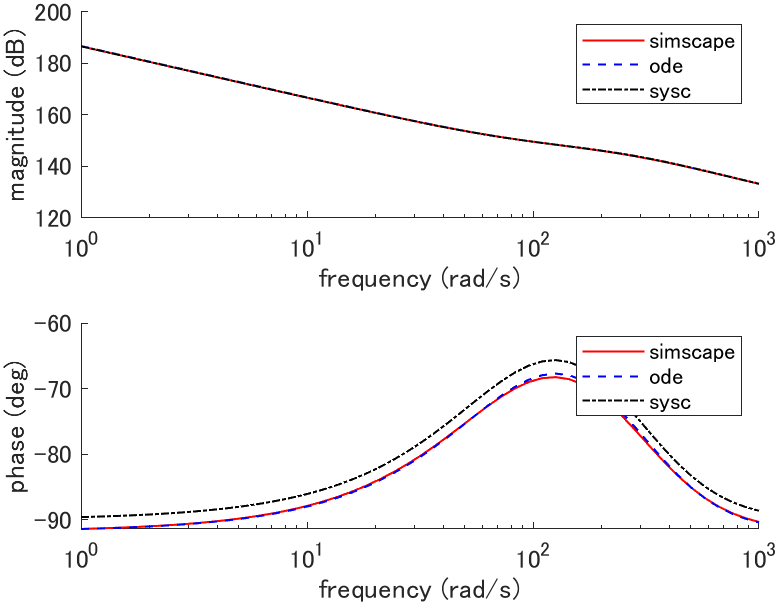 magnitude (dB)
200
180
160
140
120
simscape
ode
sysc
10^0 10^1 10^2 10^3
frequency (rad/s)
phase (deg)
-60
-70
-80
-90
simscape
ode
sysc
10^0 10^1 10^2 10^3
frequency (rad/s)